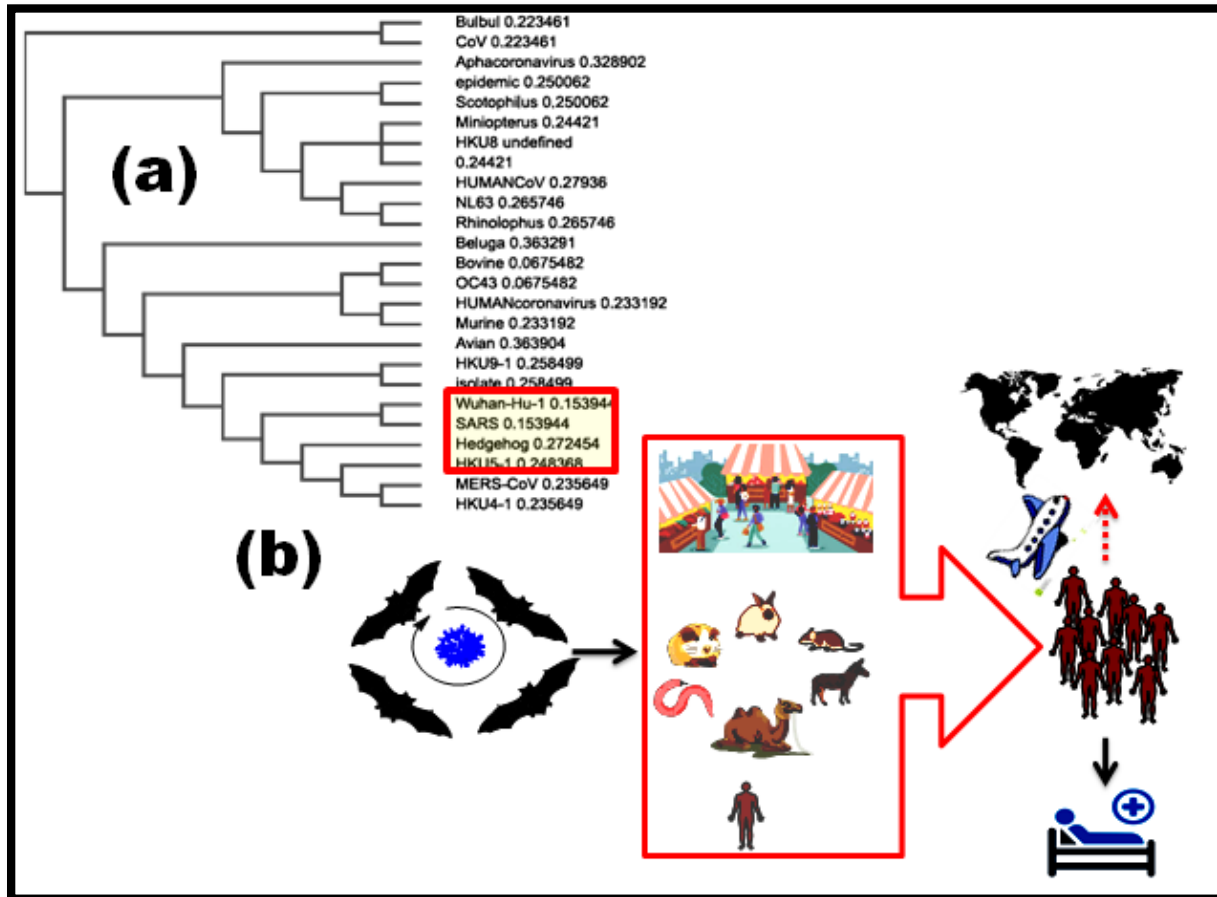 Bulbul 0.223461
CoV 0.223461
Aphacoronavirus 0.328902
epidemic 0.250062
Scotophilus 0,250062
Miniopterus 0.24421
HKU8 undefined
0.24421
HUMANCoV 0.27936
NL63 0.265746
Rhinolophus 0.265746
Beluga 0.363291
Bovine 0.0675482
OC43 0.0675482
HUMANcoronavirus 0.233192
Murine 0.233192
Avian 0.363904
HKU9-1 0.258499
isolate 0.258499
Wuhan-Hu-1 0.153944
SARS 0.153944
Hedgehog 0.272454
HKU5-1 0.248368
MERS-CoV 0.235649
HKU4-1 0.235649
(a)
(b)